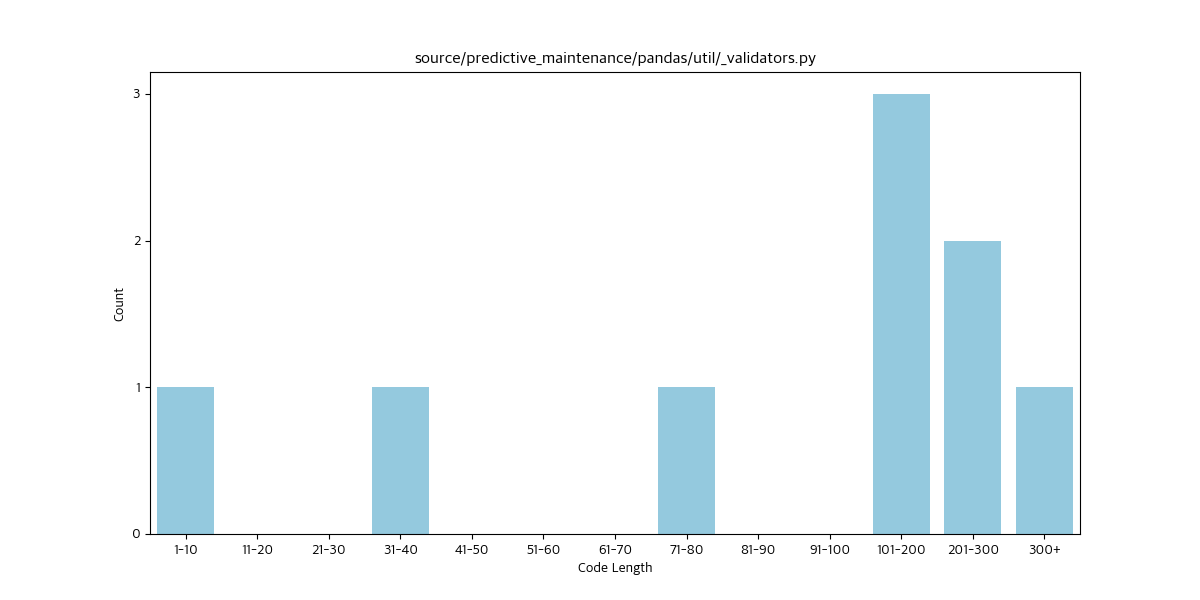 source/predictive_maintenance/pandas/util/_validators.py
3
2
1
0
Count
1-10 11-20 21-30 31-40 41-50 51-60 61-70 71-80 81-90 91-100 101-200 201-300 300+
Code Length